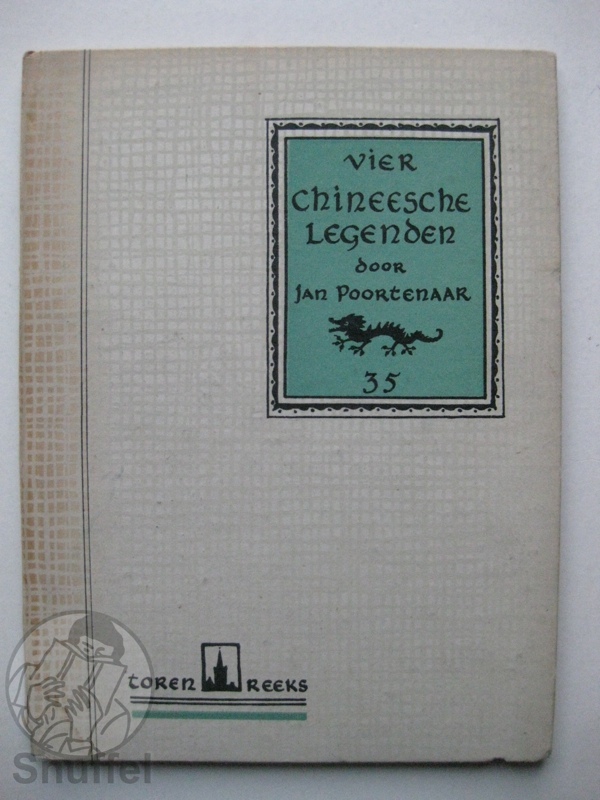 Vier
Chineesche
Legenden
door
Jan Poortenaar
35
Toren Reeks
Snuffel